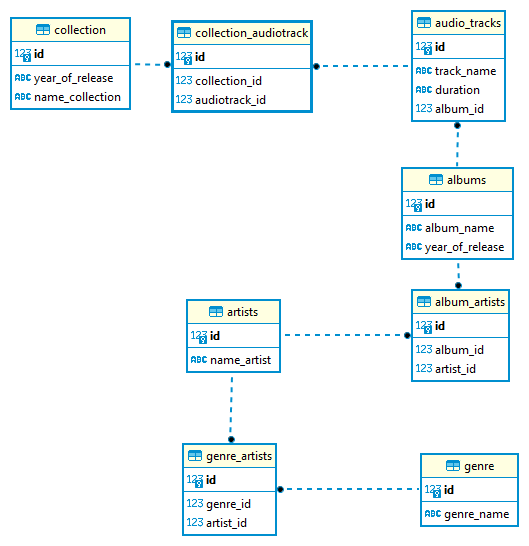 collection
123 id
ABC year_of_release
ABC name_collection
collection_audiotrack
123 id
123 collection_id
123 audiotrack_id
audio_tracks
123 id
ABC track_name
ABC duration
123 album_id
albums
123 id
ABC album_name
ABC year_of_release
artists
123 id
ABC name_artist
album_artists
123 id
123 album_id
123 artist_id
genre_artists
123 id
123 genre_id
123 artist_id
genre
123 id
ABC genre_name